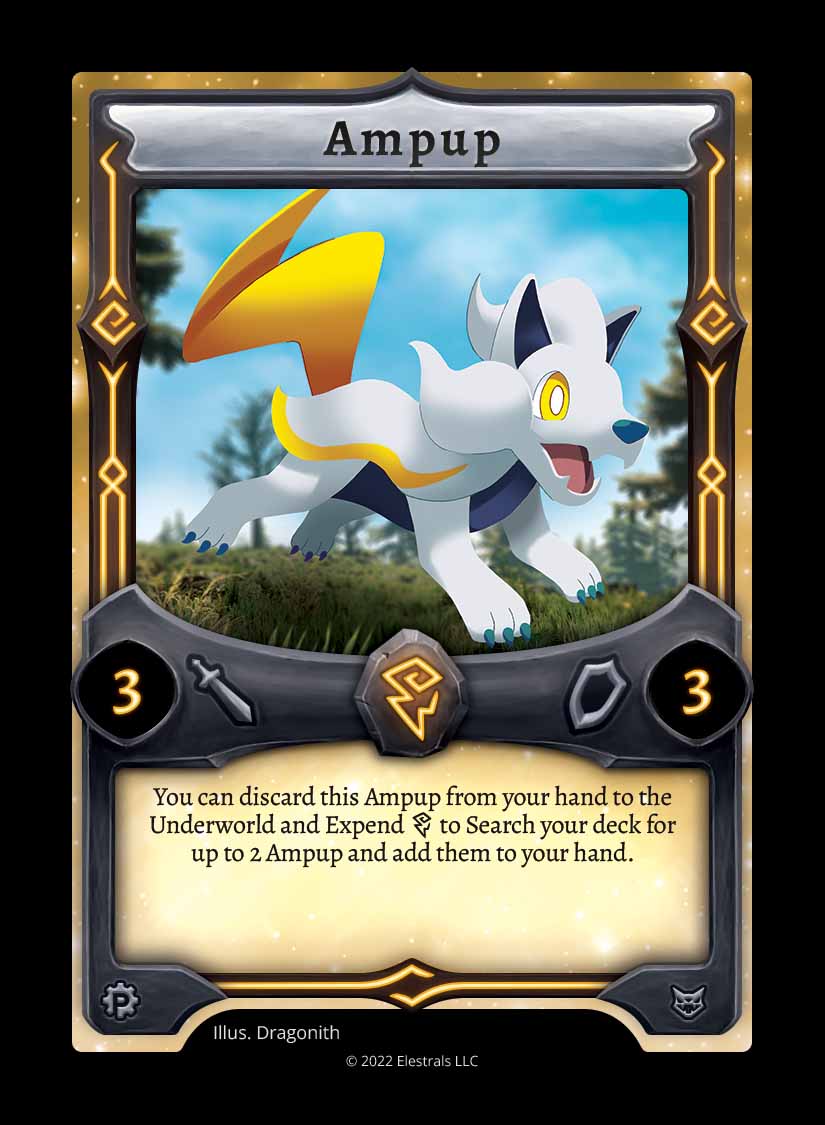 Ampup
3
3
You can discard this Ampup from your hand to the
Underworld and Expend to Search your deck for
up to 2 Ampup and add them to your hand.
P
Illus. Dragonith
© 2022 Elestrals LLC